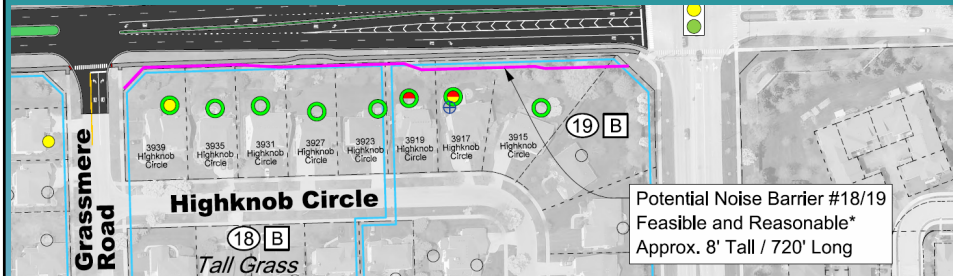 3939
Highknob
Circle
3935
Highknob
Circle
3931
Highknob
Circle
3927
Highknob
Circle
3923
Highknob
Circle
3919
Highknob
Circle
3917
Highknob
Circle
3915
Highknob
Circle
19 B
Grassmere
Road
Highknob Circle
18 B
Tall Grass
Potential Noise Barrier #18/19
Feasible and Reasonable*
Approx. 8' Tall / 720' Long